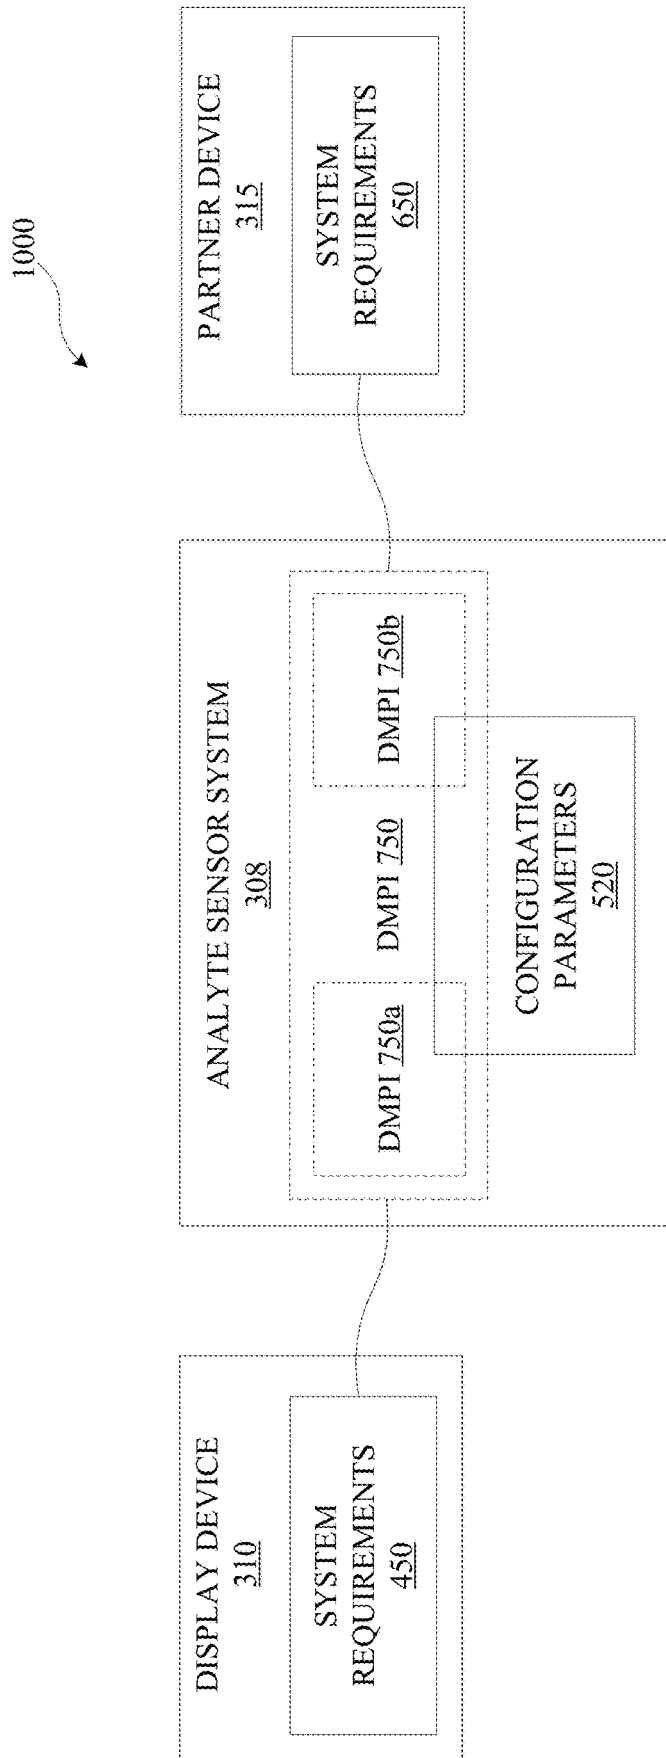 1000
DISPLAY DEVICE
310
SYSTEM
REQUIREMENTS
450
ANALYTE SENSOR SYSTEM
308
DMPI 750a
DMPI 750
DMPI 750b
CONFIGURATION
PARAMETERS
520
PARTNER DEVICE
315
SYSTEM
REQUIREMENTS
650